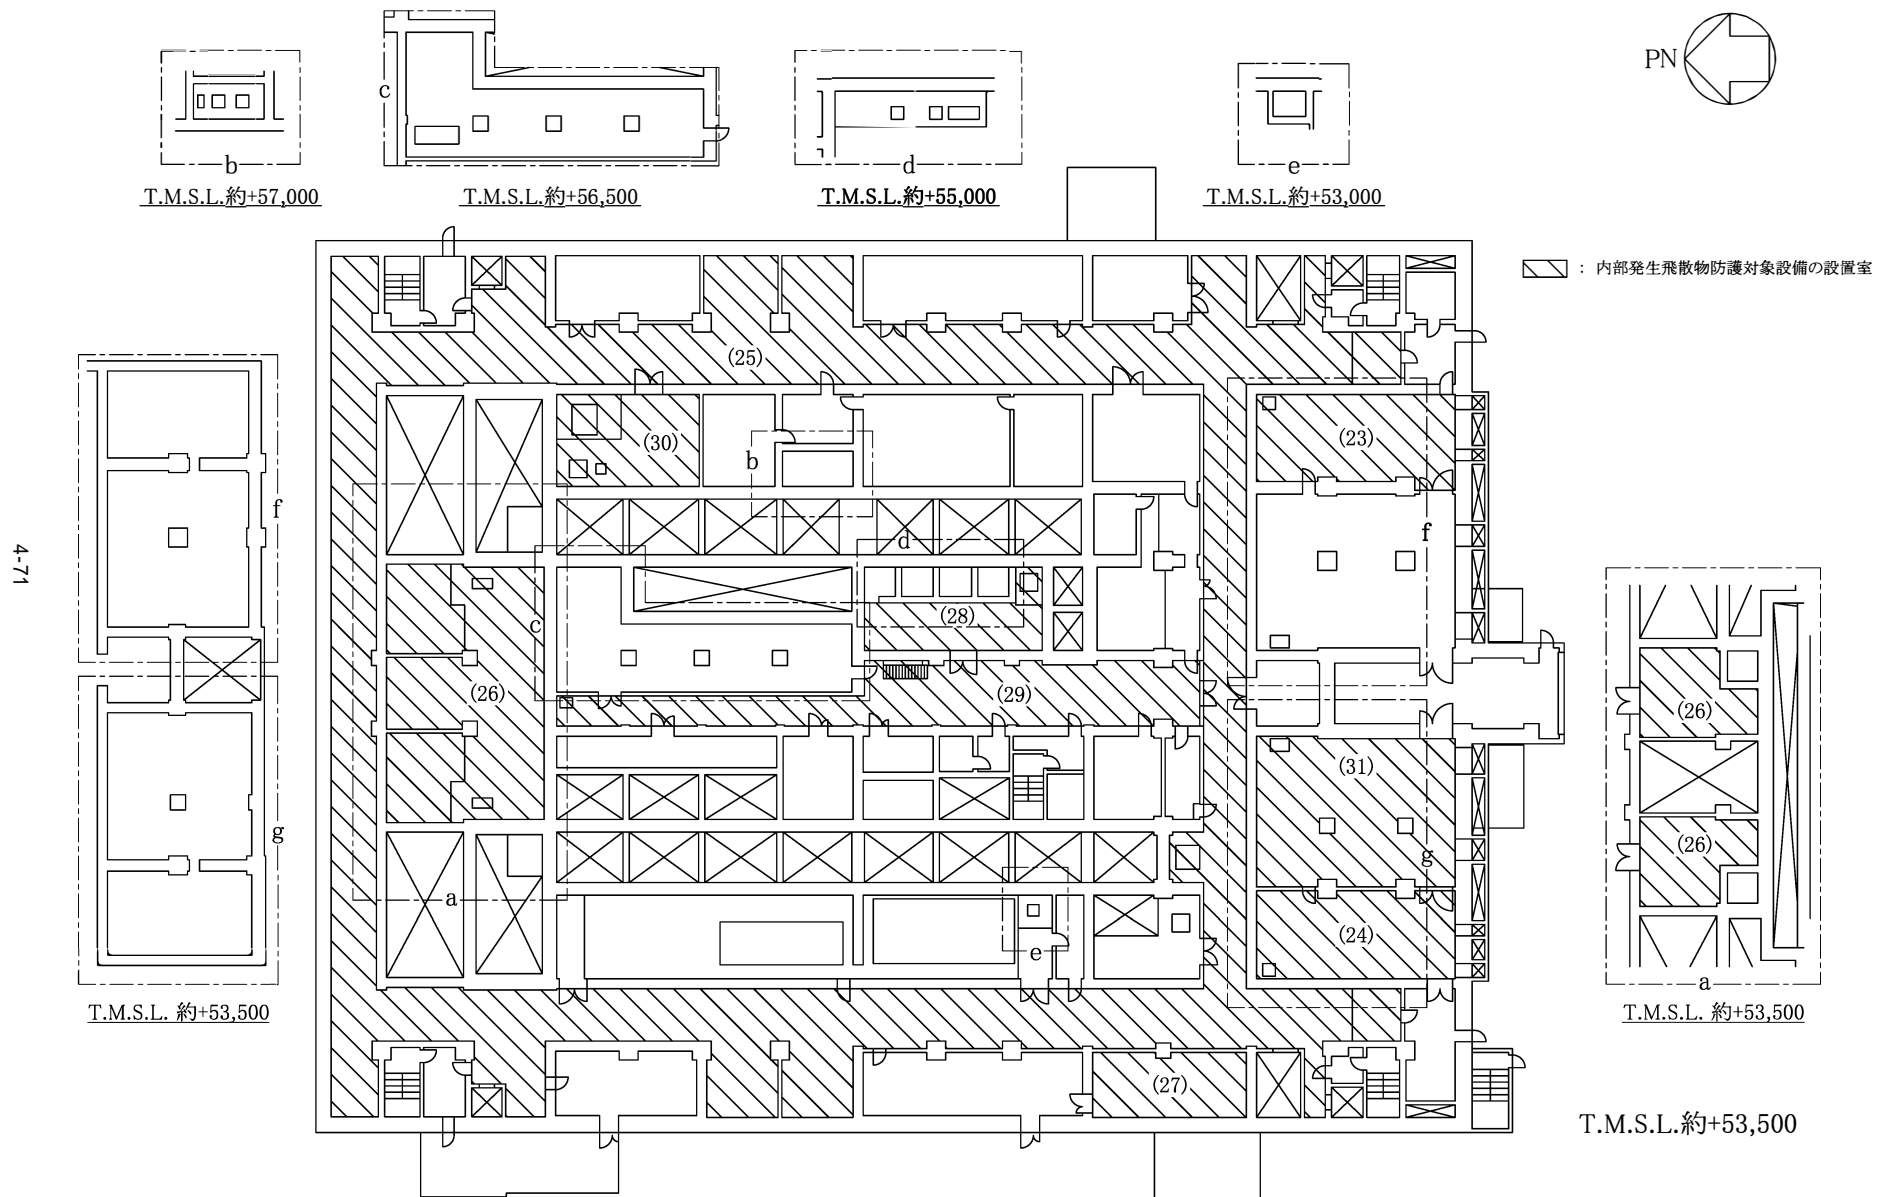 PN
c
b
d
e
T.M.S.L.約+57,000
T.M.S.L.約+56,500
T.M.S.L.約+55,000
T.M.S.L.約+53,000
： 内部発生飛散物防護対象設備の設置室
(25)
(23)
(30)
b
f
f
d
4-71
(28)
c
(26)
(29)
(26)
(31)
g
(26)
g
a
(24)
e
a
T.M.S.L. 約+53,500
T.M.S.L. 約+53,500
(27)
T.M.S.L.約+53,500